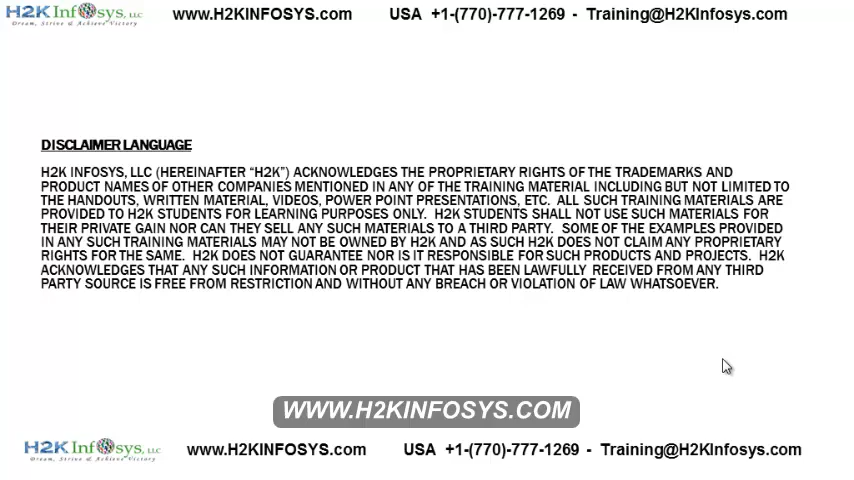 H2K Infosys, LLC
Dream, Strive & Achieve Victory
www.H2KINFOSYS.com USA +1-(770)-777-1269 - Training@H2KInfosys.com
DISCLAIMER LANGUAGE
H2K INFOSYS, LLC (HEREINAFTER “H2K”) ACKNOWLEDGES THE PROPRIETARY RIGHTS OF THE TRADEMARKS AND
PRODUCT NAMES OF OTHER COMPANIES MENTIONED IN ANY OF THE TRAINING MATERIAL INCLUDING BUT NOT LIMITED TO
THE HANDOUTS, WRITTEN MATERIAL, VIDEOS, POWER POINT PRESENTATIONS, ETC. ALL SUCH TRAINING MATERIALS ARE
PROVIDED TO H2K STUDENTS FOR LEARNING PURPOSES ONLY. H2K STUDENTS SHALL NOT USE SUCH MATERIALS FOR
THEIR PRIVATE GAIN NOR CAN THEY SELL ANY SUCH MATERIALS TO A THIRD PARTY. SOME OF THE EXAMPLES PROVIDED
IN ANY SUCH TRAINING MATERIALS MAY NOT BE OWNED BY H2K AND AS SUCH H2K DOES NOT CLAIM ANY PROPRIETARY
RIGHTS FOR THE SAME. H2K DOES NOT GUARANTEE NOR IS IT RESPONSIBLE FOR SUCH PRODUCTS AND PROJECTS. H2K
ACKNOWLEDGES THAT ANY SUCH INFORMATION OR PRODUCT THAT HAS BEEN LAWFULLY RECEIVED FROM ANY THIRD
PARTY SOURCE IS FREE FROM RESTRICTION AND WITHOUT ANY BREACH OR VIOLATION OF LAW WHATSOEVER.
WWW.H2KINFOSYS.COM
H2K Infosys, LLC
Dream, Strive & Achieve Victory
www.H2KINFOSYS.com USA +1-(770)-777-1269 - Training@H2KInfosys.com